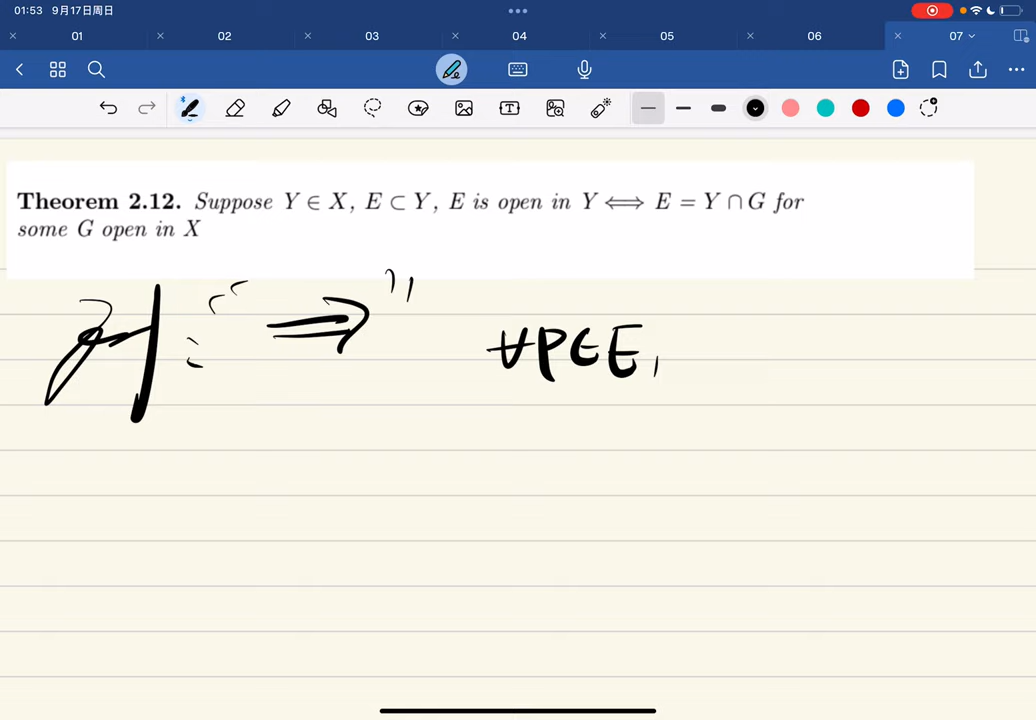 01:53 9月17日周日
01 02 03 04 05 06 07
Theorem 2.12. Suppose Y ∈ X, E ⊂ Y, E is open in Y ⟺ E = Y ∩ G for
some G open in X
pf: "⇒" ∀P∈E,